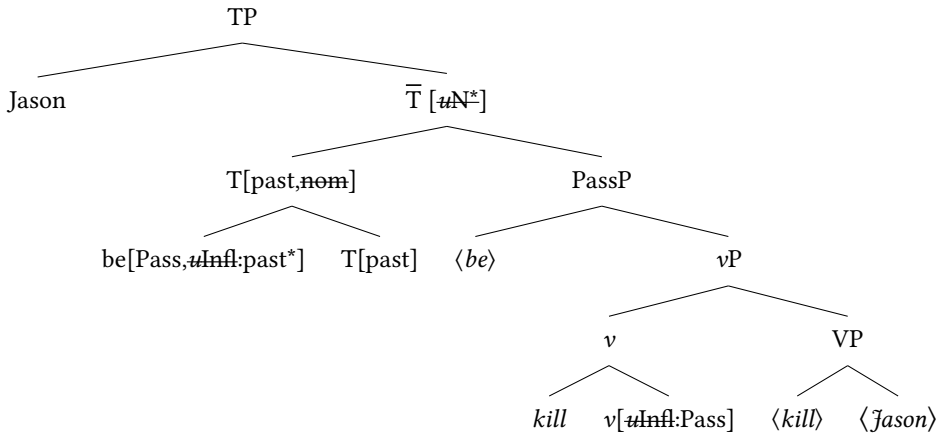 TP
Jason T̅ [uN*]
T[past,nom] PassP
be[Pass,uInfl:past*] T[past] ⟨be⟩ vP
v VP
kill v[uInfl:Pass] ⟨kill⟩ ⟨Jason⟩